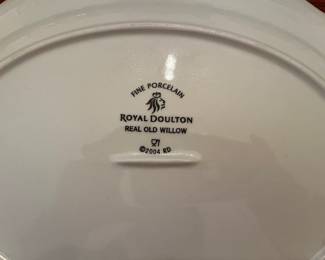 FINE PORCELAIN
ROYAL DOULTON
REAL OLD WILLOW
©2004 RD